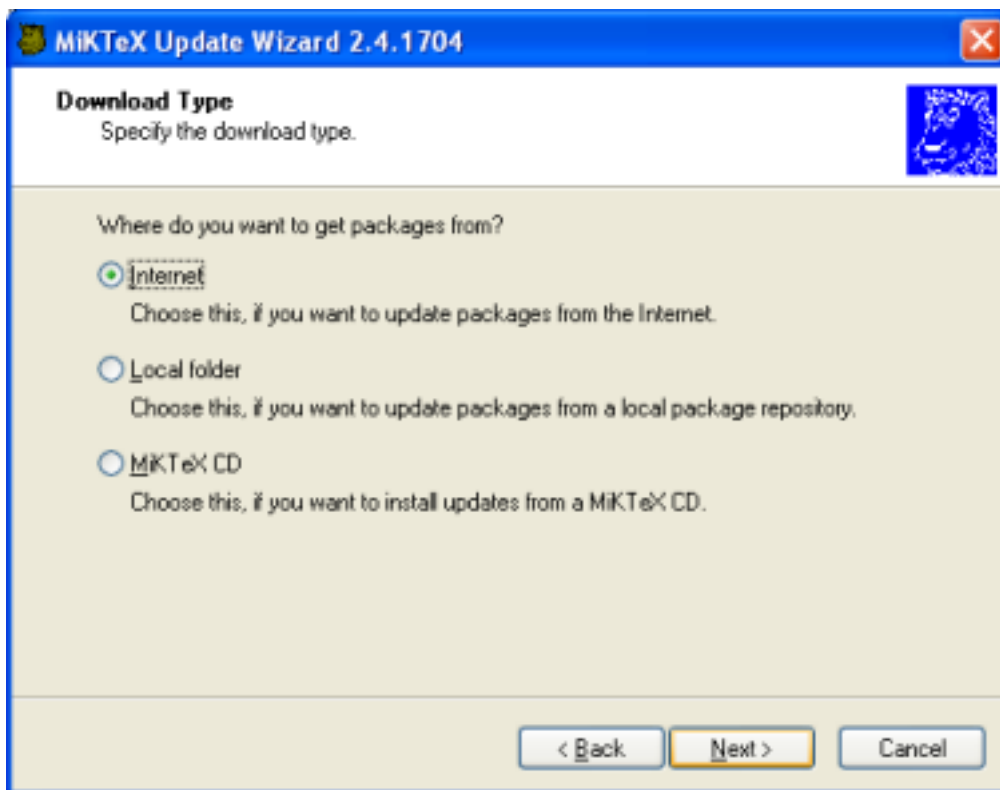 MiKTeX Update Wizard 2.4.1704
Download Type
Specify the download type.
Where do you want to get packages from?
Internet
Choose this, if you want to update packages from the Internet.
Local folder
Choose this, if you want to update packages from a local package repository.
MiKTeX CD
Choose this, if you want to install updates from a MiKTeX CD.
< Back Next > Cancel